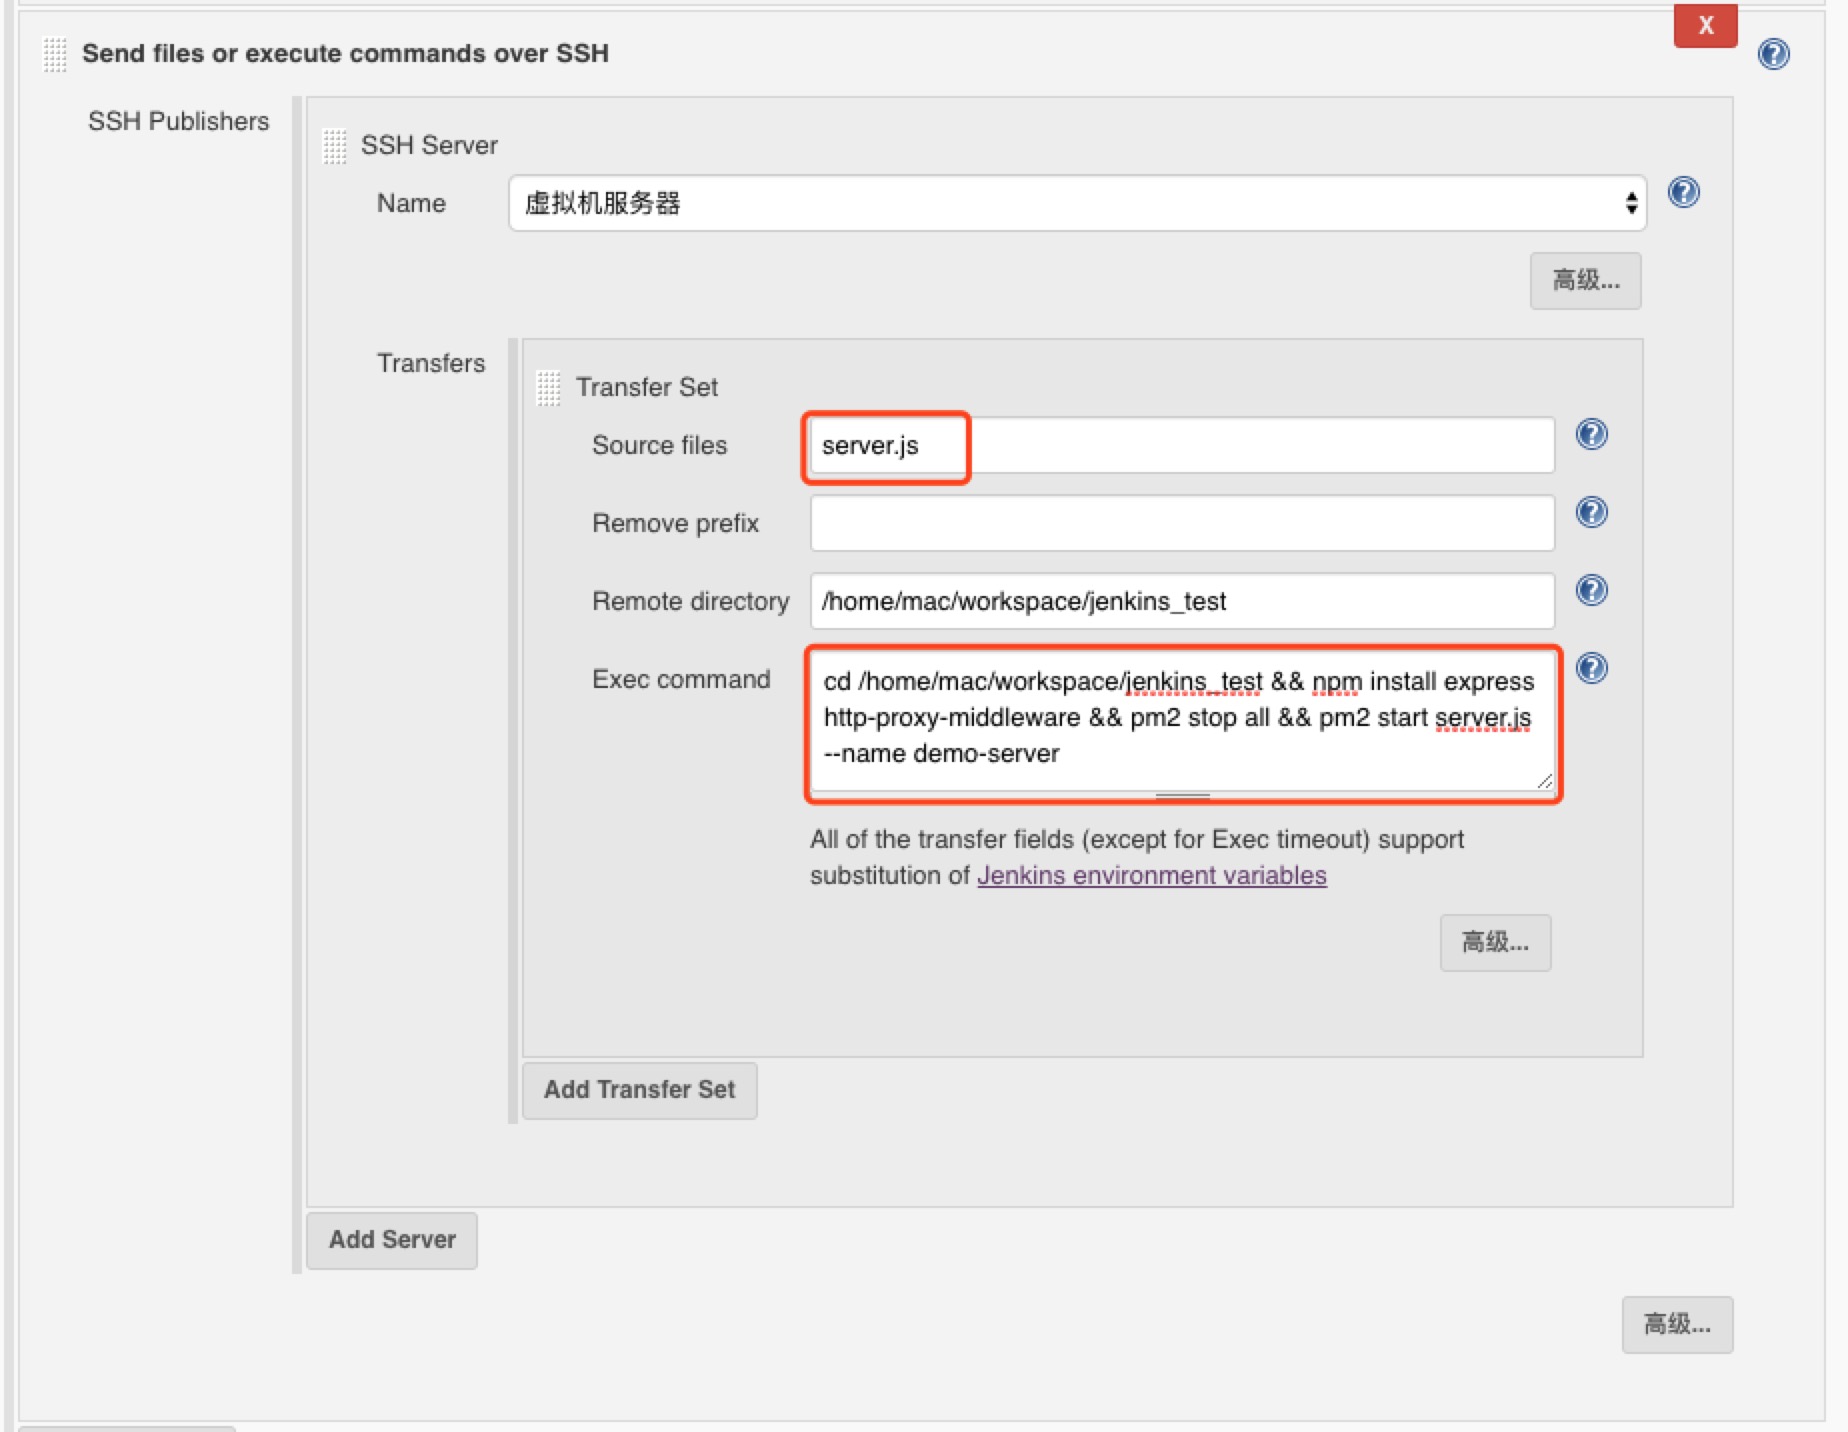 X
Send files or execute commands over SSH
SSH Publishers
SSH Server
Name
虚拟机服务器
高级...
Transfers
Transfer Set
Source files
server.js
Remove prefix
Remote directory
/home/mac/workspace/jenkins_test
Exec command
cd /home/mac/workspace/jenkins_test && npm install express
http-proxy-middleware && pm2 stop all && pm2 start server.js
--name demo-server
All of the transfer fields (except for Exec timeout) support
substitution of Jenkins environment variables
高级...
Add Transfer Set
Add Server
高级...